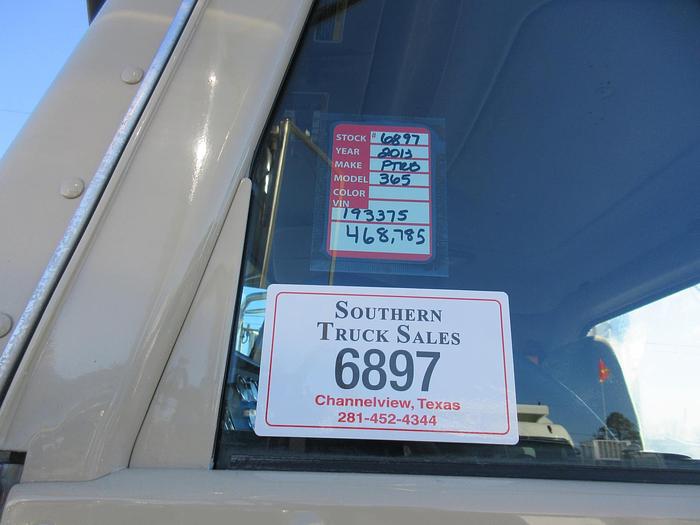 STOCK # 6897
YEAR 2013
MAKE PTRB
MODEL 365
COLOR
VIN
193375
468,785
SOUTHERN
TRUCK SALES
6897
Channelview, Texas
281-452-4344